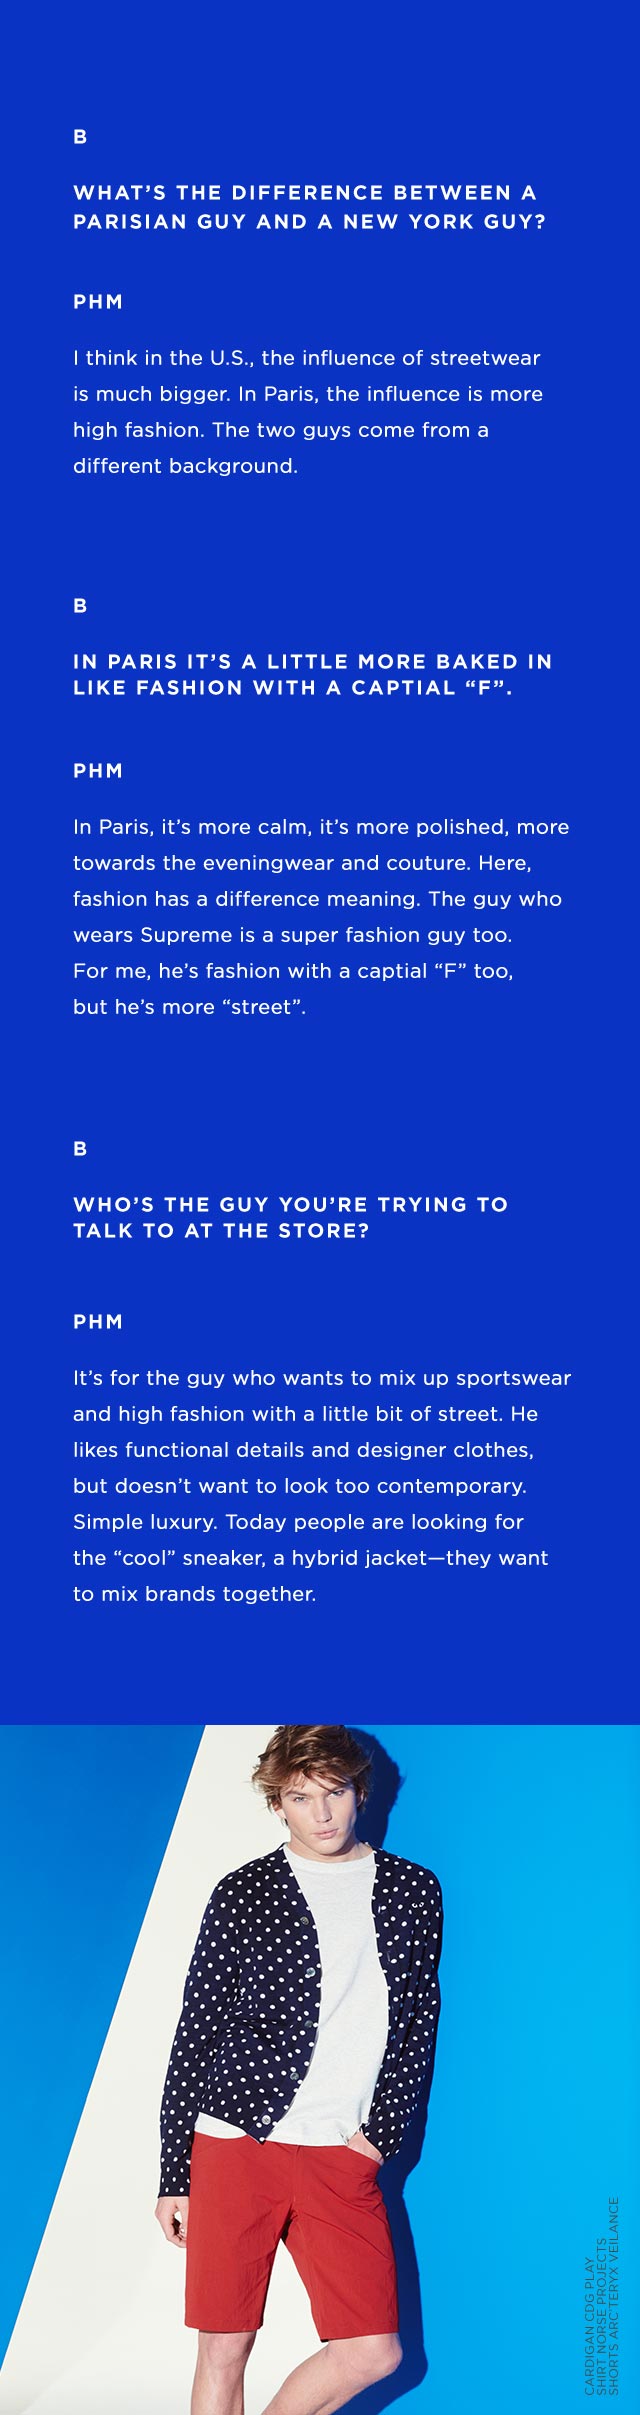 B
WHAT'S THE DIFFERENCE BETWEEN A
PARISIAN GUY AND A NEW YORK GUY?
PHM
I think in the U.S., the influence of streetwear
is much bigger. In Paris, the influence is more
high fashion. The two guys come from a
different background.
B
IN PARIS IT'S A LITTLE MORE BAKED IN
LIKE FASHION WITH A CAPTIAL “F”.
PHM
In Paris, it's more calm, it's more polished, more
towards the eveningwear and couture. Here,
fashion has a difference meaning. The guy who
wears Supreme is a super fashion guy too.
For me, he's fashion with a captial “F” too,
but he's more “street”.
B
WHO'S THE GUY YOU'RE TRYING TO
TALK TO AT THE STORE?
PHM
It's for the guy who wants to mix up sportswear
and high fashion with a little bit of street. He
likes functional details and designer clothes,
but doesn't want to look too contemporary.
Simple luxury. Today people are looking for
the “cool” sneaker, a hybrid jacket—they want
to mix brands together.
CARDIGAN CDG PLAY
SHIRT NORSE PROJECTS
SHORTS ARC'TERYX VEILANCE